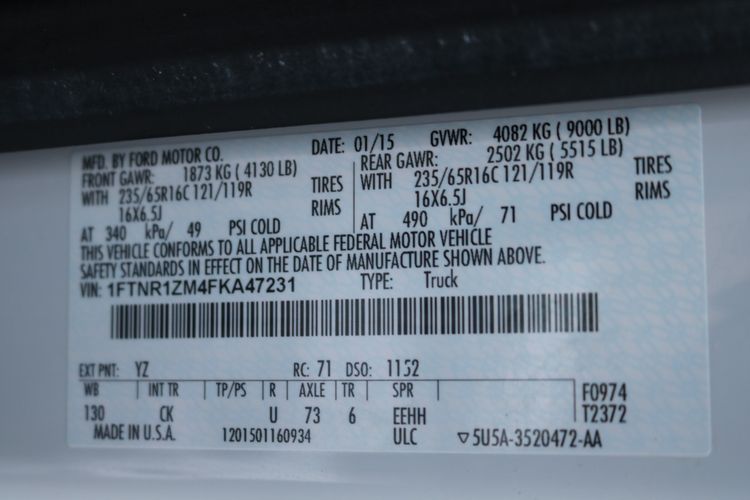 MFD. BY FORD MOTOR CO. DATE: 01/15 GVWR: 4082 KG ( 9000 LB)
FRONT GAWR: 1873 KG ( 4130 LB) REAR GAWR: 2502 KG ( 5515 LB)
WITH 235/65R16C 121/119R TIRES WITH 235/65R16C 121/119R TIRES
16X6.5J RIMS 16X6.5J RIMS
AT 340 kPa/ 49 PSI COLD AT 490 kPa/ 71 PSI COLD
THIS VEHICLE CONFORMS TO ALL APPLICABLE FEDERAL MOTOR VEHICLE
SAFETY STANDARDS IN EFFECT ON THE DATE OF MANUFACTURE SHOWN ABOVE.
VIN: 1FTNR1ZM4FKA47231 TYPE: Truck
EXT PNT: YZ RC: 71 DSO: 1152
WB INT TR TP/PS R AXLE TR SPR F0974
130 CK U 73 6 EEHH T2372
MADE IN U.S.A. 1201501160934 ULC ▽5U5A-3520472-AA